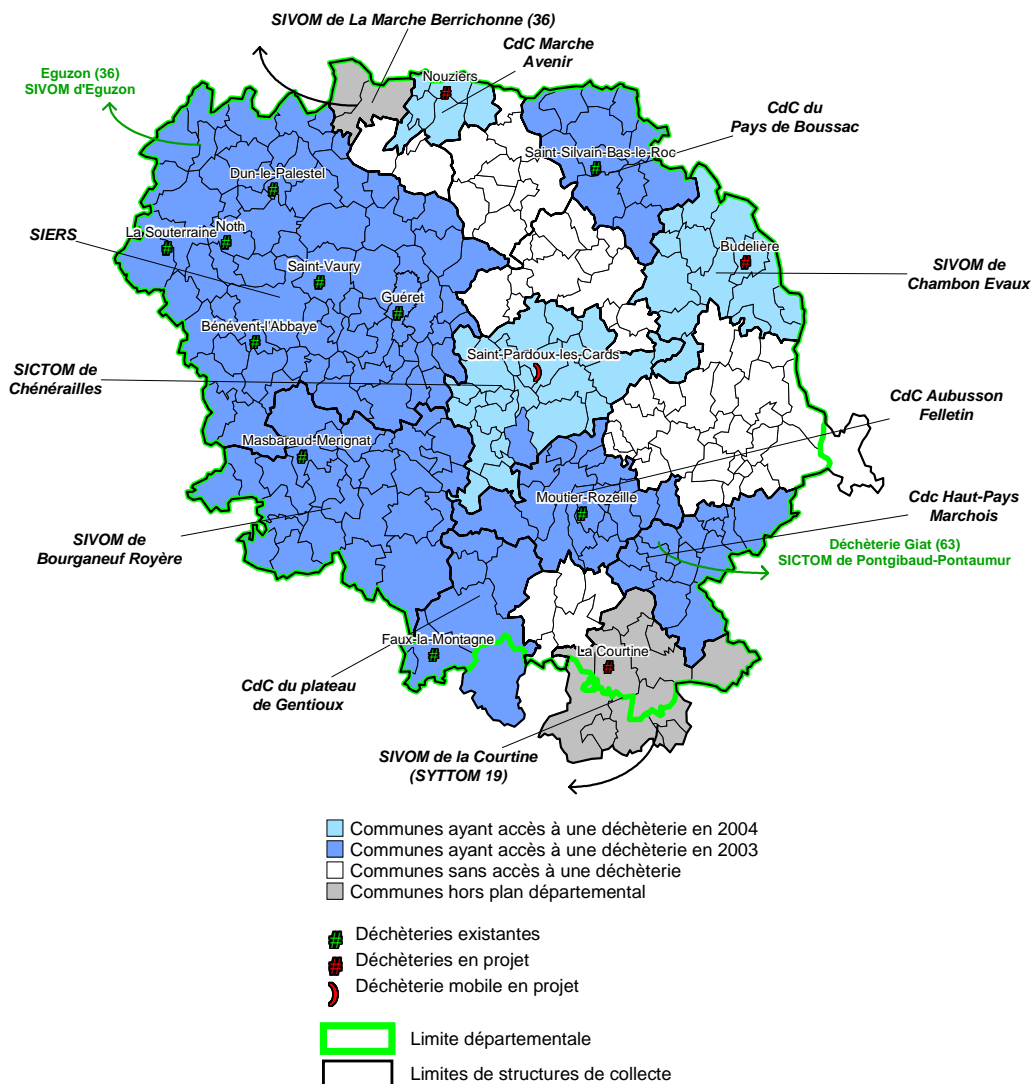 SIVOM de La Marche Berrichonne (36)
CdC Marche
Avenir
Eguzon (36)
SIVOM d'Eguzon
Nouziers
CdC du
Pays de Boussac
Saint-Silvain-Bas-le-Roc
Dun-le-Palestel
SIERS
La Souterraine
Noth
Budelière
Saint-Vaury
SIVOM de
Chambon Evaux
Guéret
Bénévent-l'Abbaye
Saint-Pardoux-les-Cards
SICTOM de
Chénérailles
CdC Aubusson
Felletin
Masbaraud-Merignat
Moutier-Rozeille
Cdc Haut-Pays
Marchois
SIVOM de
Bourganeuf Royère
Déchèterie Giat (63)
SICTOM de Pontgibaud-Pontaumur
Faux-la-Montagne
La Courtine
CdC du plateau
de Gentioux
SIVOM de la Courtine
(SYTTOM 19)
Communes ayant accès à une déchèterie en 2004
Communes ayant accès à une déchèterie en 2003
Communes sans accès à une déchèterie
Communes hors plan départemental
Déchèteries existantes
Déchèteries en projet
Déchèterie mobile en projet
Limite départementale
Limites de structures de collecte